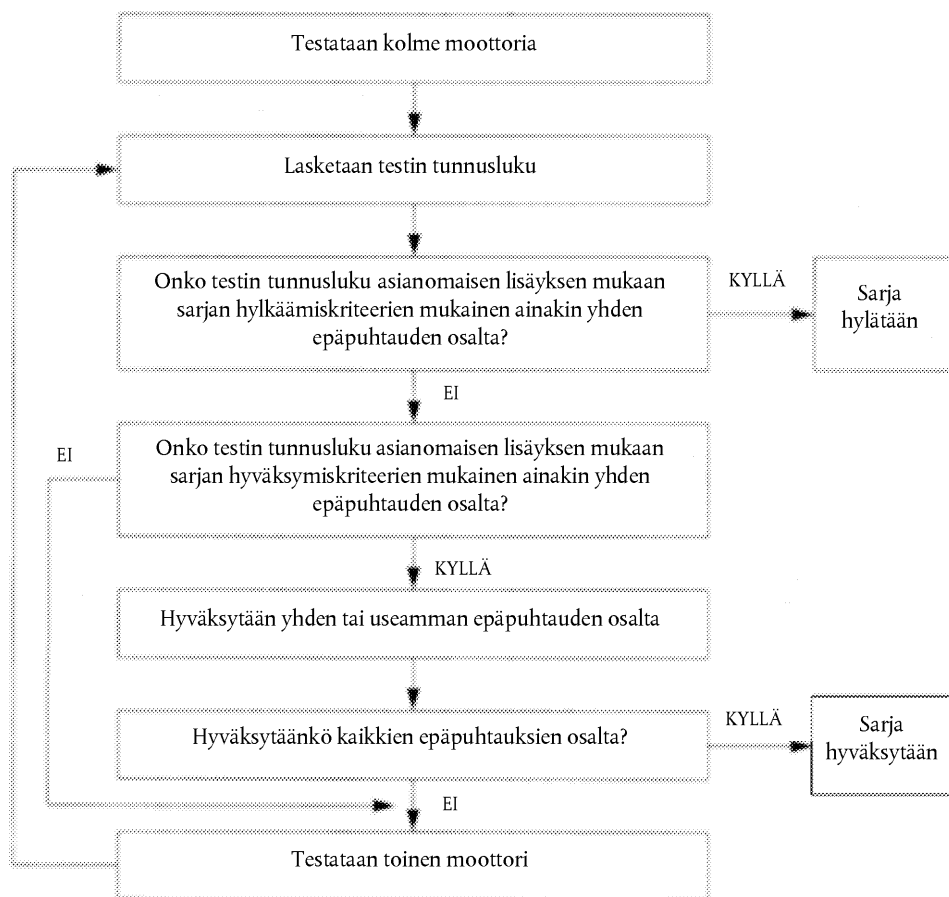 Testataan kolme moottoria
Lasketaan testin tunnusluku
Onko testin tunnusluku asianomaisen lisäyksen mukaan
sarjan hylkäämiskriteerien mukainen ainakin yhden
epäpuhtauden osalta?
KYLLÄ
Sarja
hylätään
EI
Onko testin tunnusluku asianomaisen lisäyksen mukaan
sarjan hyväksymiskriteerien mukainen ainakin yhden
epäpuhtauden osalta?
EI
KYLLÄ
Hyväksytään yhden tai useamman epäpuhtauden osalta
Hyväksytäänkö kaikkien epäpuhtauksien osalta?
KYLLÄ
Sarja
hyväksytään
EI
Testataan toinen moottori